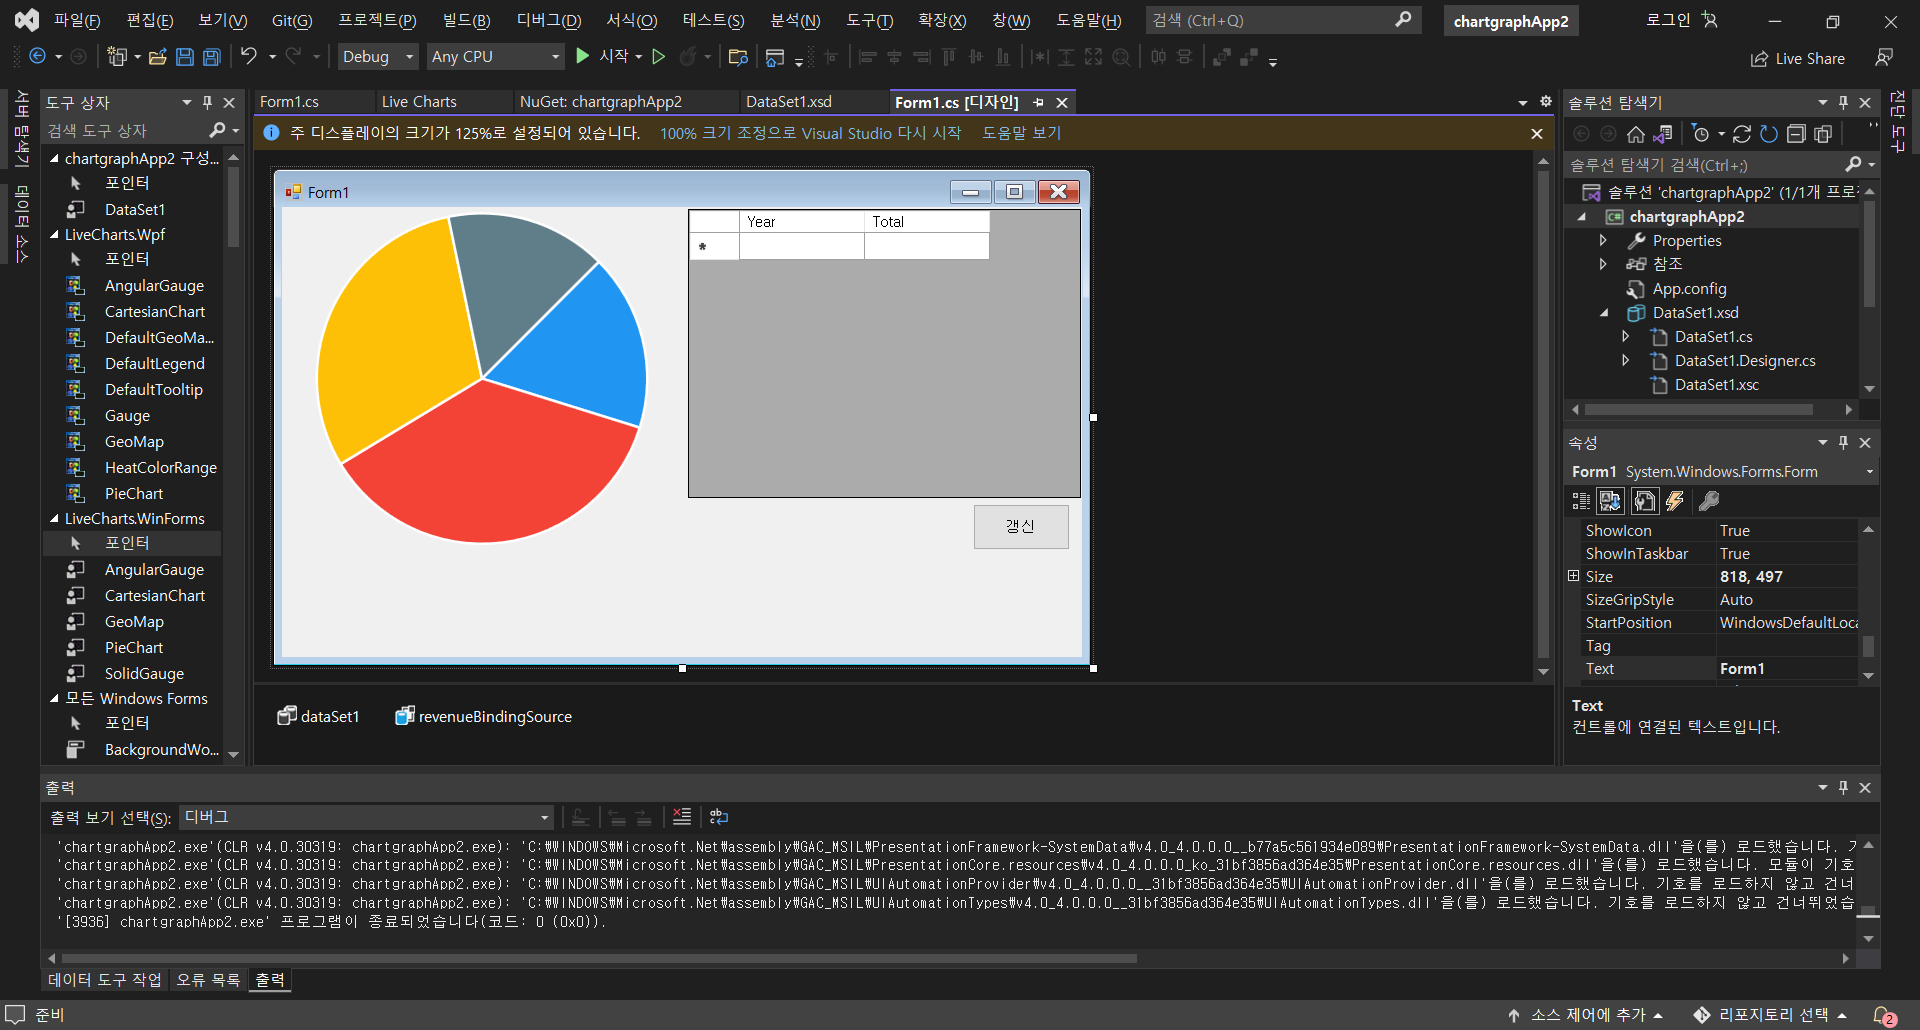 파일(F) 편집(E) 보기(V) Git(G) 프로젝트(P) 빌드(B) 디버그(D) 서식(O) 테스트(S) 분석(N) 도구(T) 확장(X) 창(W) 도움말(H) 검색 (Ctrl+Q) chartgraphApp2 로그인
Debug Any CPU 시작 Live Share
서버 탐색기
데이터 소스
도구 상자
검색 도구 상자
chartgraphApp2 구성...
포인터
DataSet1
LiveCharts.Wpf
포인터
AngularGauge
CartesianChart
DefaultGeoMa...
DefaultLegend
DefaultTooltip
Gauge
GeoMap
HeatColorRange
PieChart
LiveCharts.WinForms
포인터
AngularGauge
CartesianChart
GeoMap
PieChart
SolidGauge
모든 Windows Forms
포인터
BackgroundWo...
Form1.cs Live Charts NuGet: chartgraphApp2 DataSet1.xsd Form1.cs [디자인]
주 디스플레이의 크기가 125%로 설정되어 있습니다. 100% 크기 조정으로 Visual Studio 다시 시작 도움말 보기
Form1
Year Total
*
갱신
dataSet1 revenueBindingSource
솔루션 탐색기
솔루션 탐색기 검색(Ctrl+;)
솔루션 'chartgraphApp2' (1/1개 프로
chartgraphApp2
Properties
참조
App.config
DataSet1.xsd
DataSet1.cs
DataSet1.Designer.cs
DataSet1.xsc
진단 도구
속성
Form1 System.Windows.Forms.Form
ShowIcon True
ShowInTaskbar True
Size 818, 497
SizeGripStyle Auto
StartPosition WindowsDefaultLoca
Tag
Text Form1
Text
컨트롤에 연결된 텍스트입니다.
출력
출력 보기 선택(S): 디버그
'chartgraphApp2.exe'(CLR v4.0.30319: chartgraphApp2.exe): 'C:₩WINDOWS₩Microsoft.Net₩assembly₩GAC_MSIL₩PresentationFramework-SystemData₩v4.0_4.0.0.0__b77a5c561934e089₩PresentationFramework-SystemData.dll'을(를) 로드했습니다. 기
'chartgraphApp2.exe'(CLR v4.0.30319: chartgraphApp2.exe): 'C:₩WINDOWS₩Microsoft.Net₩assembly₩GAC_MSIL₩PresentationCore.resources₩v4.0_4.0.0.0_ko_31bf3856ad364e35₩PresentationCore.resources.dll'을(를) 로드했습니다. 모듈이 기호
'chartgraphApp2.exe'(CLR v4.0.30319: chartgraphApp2.exe): 'C:₩WINDOWS₩Microsoft.Net₩assembly₩GAC_MSIL₩UIAutomationProvider₩v4.0_4.0.0.0__31bf3856ad364e35₩UIAutomationProvider.dll'을(를) 로드했습니다. 기호를 로드하지 않고 건너
'chartgraphApp2.exe'(CLR v4.0.30319: chartgraphApp2.exe): 'C:₩WINDOWS₩Microsoft.Net₩assembly₩GAC_MSIL₩UIAutomationTypes₩v4.0_4.0.0.0__31bf3856ad364e35₩UIAutomationTypes.dll'을(를) 로드했습니다. 기호를 로드하지 않고 건너뛰었습
'[3936] chartgraphApp2.exe' 프로그램이 종료되었습니다(코드: 0 (0x0)).
데이터 도구 작업 오류 목록 출력
준비 소스 제어에 추가 리포지토리 선택 2